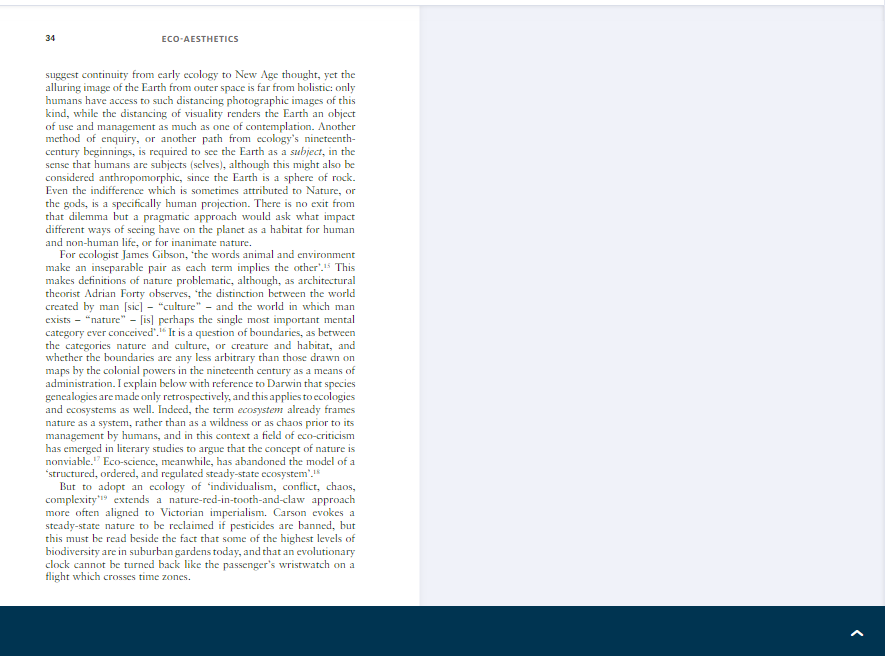 34
ECO-AESTHETICS
suggest continuity from early ecology to New Age thought, yet the
alluring image of the Earth from outer space is far from holistic: only
humans have access to such distancing photographic images of this
kind, while the distancing of visuality renders the Earth an object
of use and management as much as one of contemplation. Another
method of enquiry, or another path from ecology's nineteenth-
century beginnings, is required to see the Earth as a subject, in the
sense that humans are subjects (selves), although this might also be
considered anthropomorphic, since the Earth is a sphere of rock.
Even the indifference which is sometimes attributed to Nature, or
the gods, is a specifically human projection. There is no exit from
that dilemma but a pragmatic approach would ask what impact
different ways of seeing have on the planet as a habitat for human
and non-human life, or for inanimate nature.
For ecologist James Gibson, 'the words animal and environment
make an inseparable pair as each term implies the other'.15 This
makes definitions of nature problematic, although, as architectural
theorist Adrian Forty observes, 'the distinction between the world
created by man [sic] – “culture” – and the world in which man
exists – “nature” – [is] perhaps the single most important mental
category ever conceived'.16 It is a question of boundaries, as between
the categories nature and culture, or creature and habitat, and
whether the boundaries are any less arbitrary than those drawn on
maps by the colonial powers in the nineteenth century as a means of
administration. I explain below with reference to Darwin that species
genealogies are made only retrospectively, and this applies to ecologies
and ecosystems as well. Indeed, the term ecosystem already frames
nature as a system, rather than as a wildness or as chaos prior to its
management by humans, and in this context a field of eco-criticism
has emerged in literary studies to argue that the concept of nature is
nonviable.17 Eco-science, meanwhile, has abandoned the model of a
'structured, ordered, and regulated steady-state ecosystem'.18
But to adopt an ecology of 'individualism, conflict, chaos,
complexity'19 extends a nature-red-in-tooth-and-claw approach
more often aligned to Victorian imperialism. Carson evokes a
steady-state nature to be reclaimed if pesticides are banned, but
this must be read beside the fact that some of the highest levels of
biodiversity are in suburban gardens today, and that an evolutionary
clock cannot be turned back like the passenger's wristwatch on a
flight which crosses time zones.